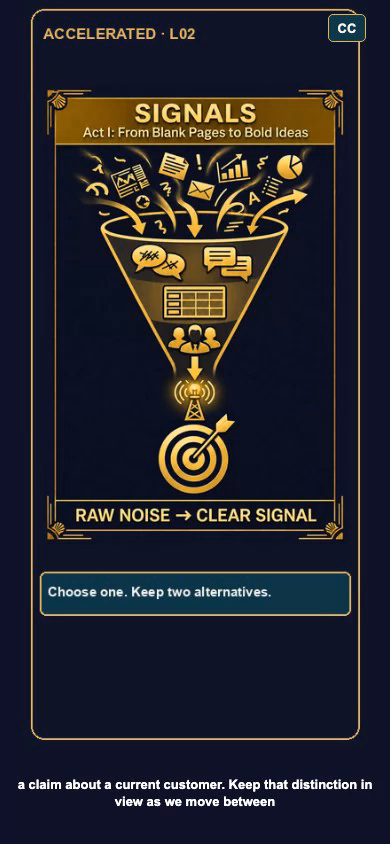 ACCELERATED · L02
CC
SIGNALS
Act I: From Blank Pages to Bold Ideas
A
RAW NOISE → CLEAR SIGNAL
Choose one. Keep two alternatives.
a claim about a current customer. Keep that distinction in
view as we move between